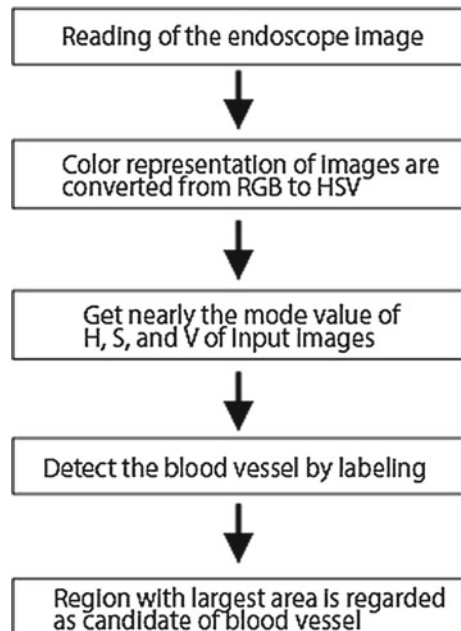 Reading of the endoscope image
Color representation of images are
converted from RGB to HSV
Get nearly the mode value of
H, S, and V of Input Images
Detect the blood vessel by labeling
Region with largest area is regarded
as candidate of blood vessel